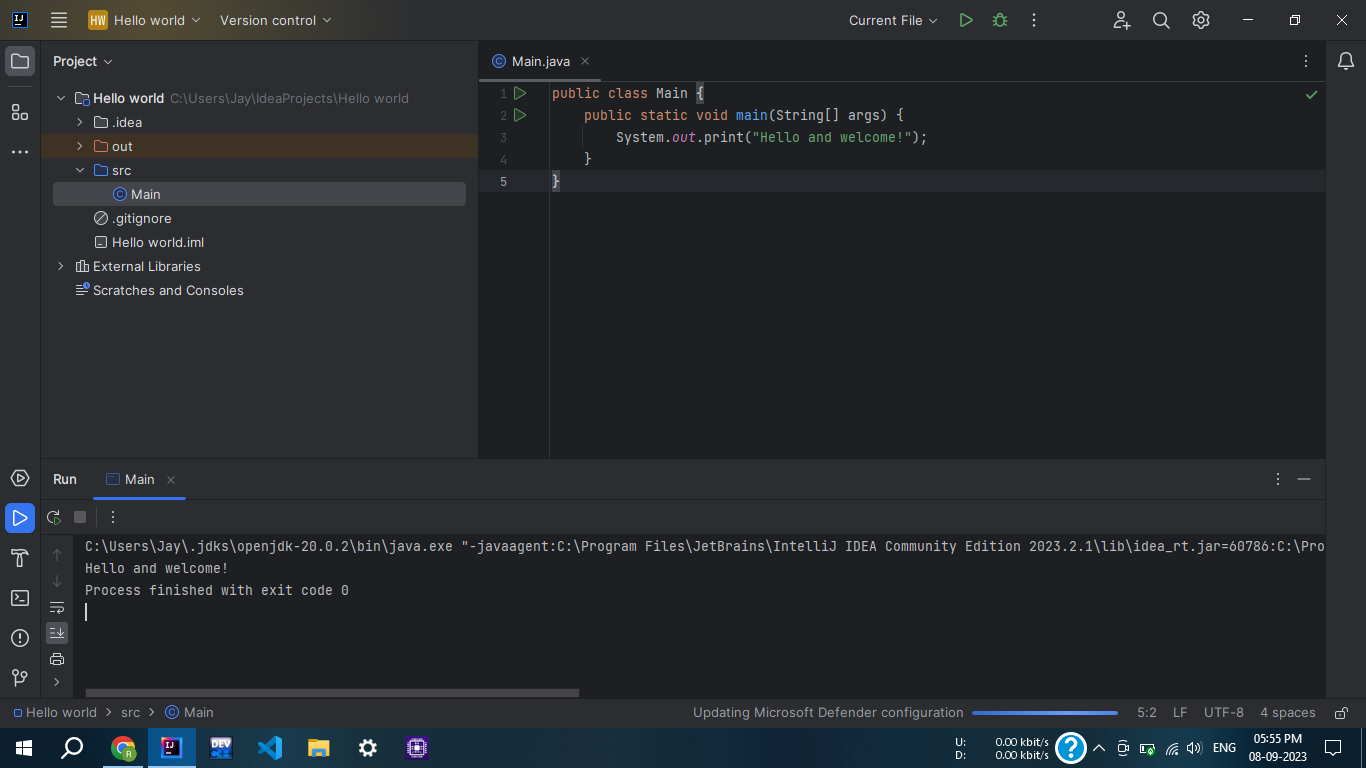 HW Hello world Version control Current File
Project
Main.java
Hello world C:\Users\Jay\IdeaProjects\Hello world
.idea
out
src
Main
.gitignore
Hello world.iml
External Libraries
Scratches and Consoles
1 public class Main {
2 public static void main(String[] args) {
3 System.out.print("Hello and welcome!");
4 }
5 }
Run Main
C:\Users\Jay\.jdks\openjdk-20.0.2\bin\java.exe "-javaagent:C:\Program Files\JetBrains\IntelliJ IDEA Community Edition 2023.2.1\lib\idea_rt.jar=60786:C:\Pro
Hello and welcome!
Process finished with exit code 0
Hello world > src > Main Updating Microsoft Defender configuration 5:2 LF UTF-8 4 spaces
U: 0.00 kbit/s
D: 0.00 kbit/s
ENG
05:55 PM
08-09-2023